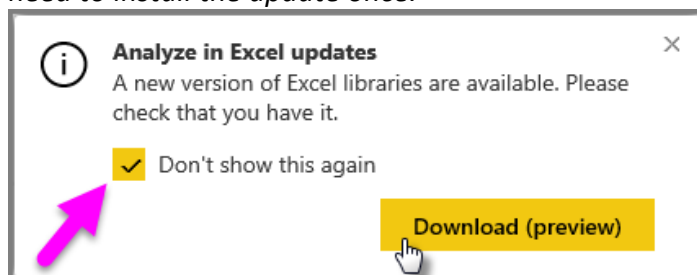 need to install the update once.
Analyze in Excel updates
A new version of Excel libraries are available. Please
check that you have it.
Don't show this again
Download (preview)